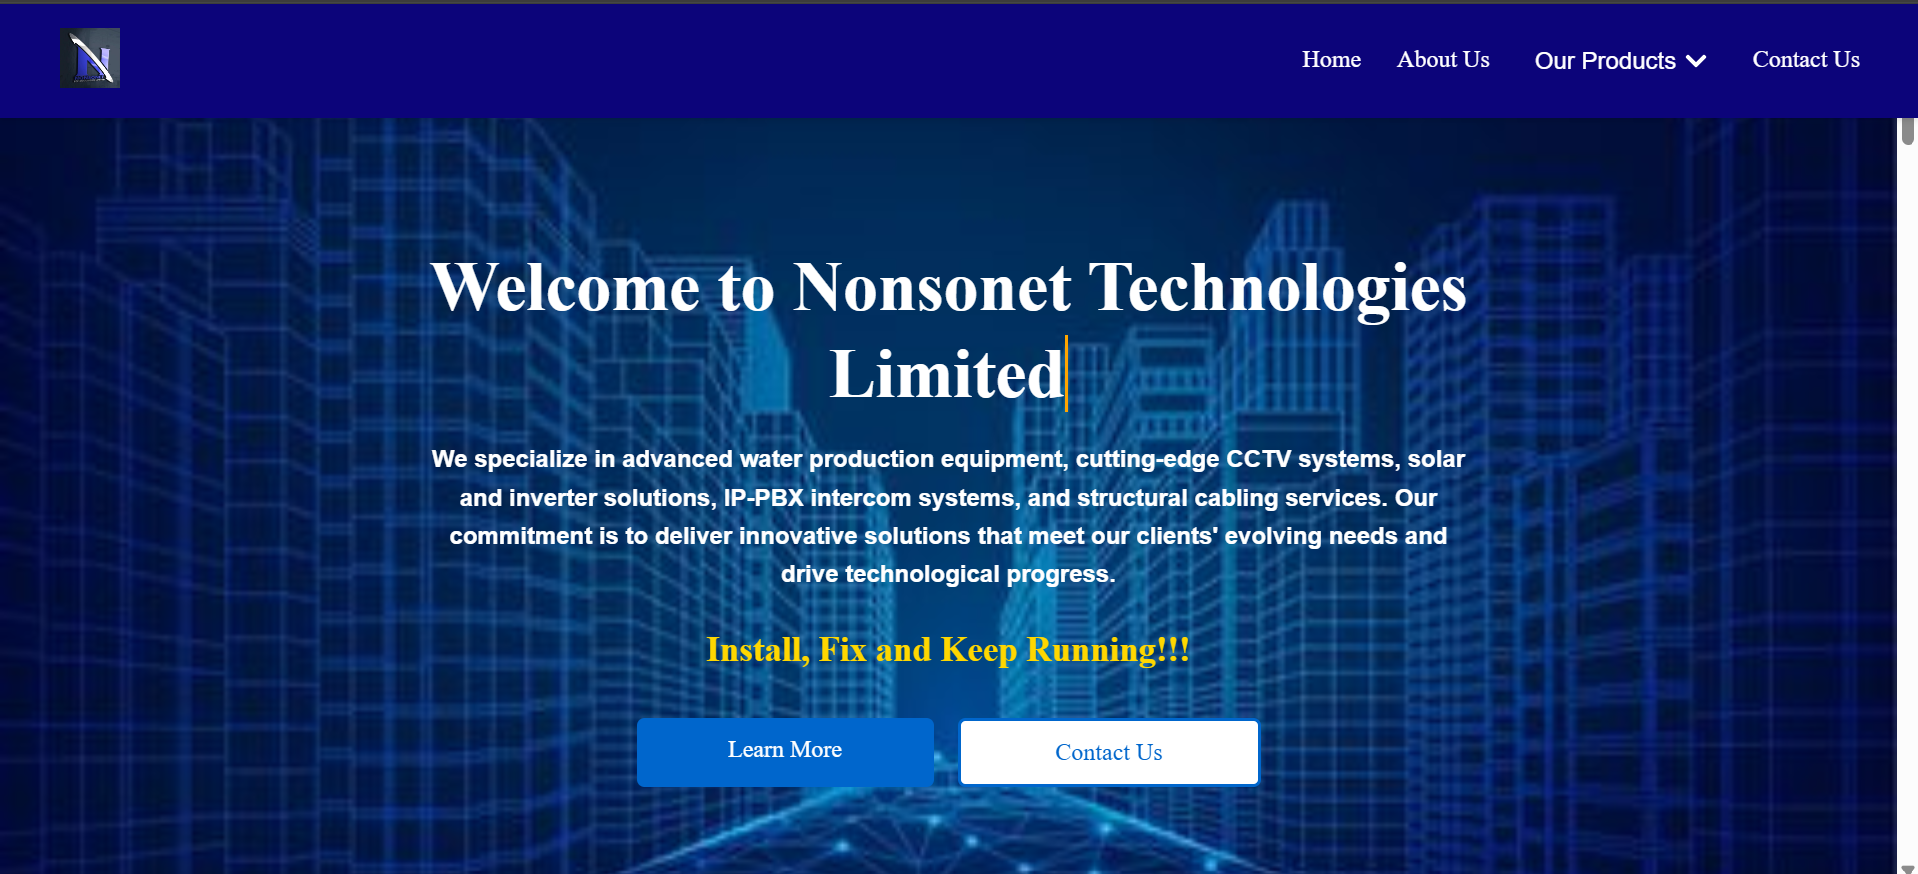 Home
About Us
Our Products
Contact Us
Welcome to Nonsonet Technologies
Limited
We specialize in advanced water production equipment, cutting-edge CCTV systems, solar
and inverter solutions, IP-PBX intercom systems, and structural cabling services. Our
commitment is to deliver innovative solutions that meet our clients' evolving needs and
drive technological progress.
Install, Fix and Keep Running!!!
Learn More
Contact Us